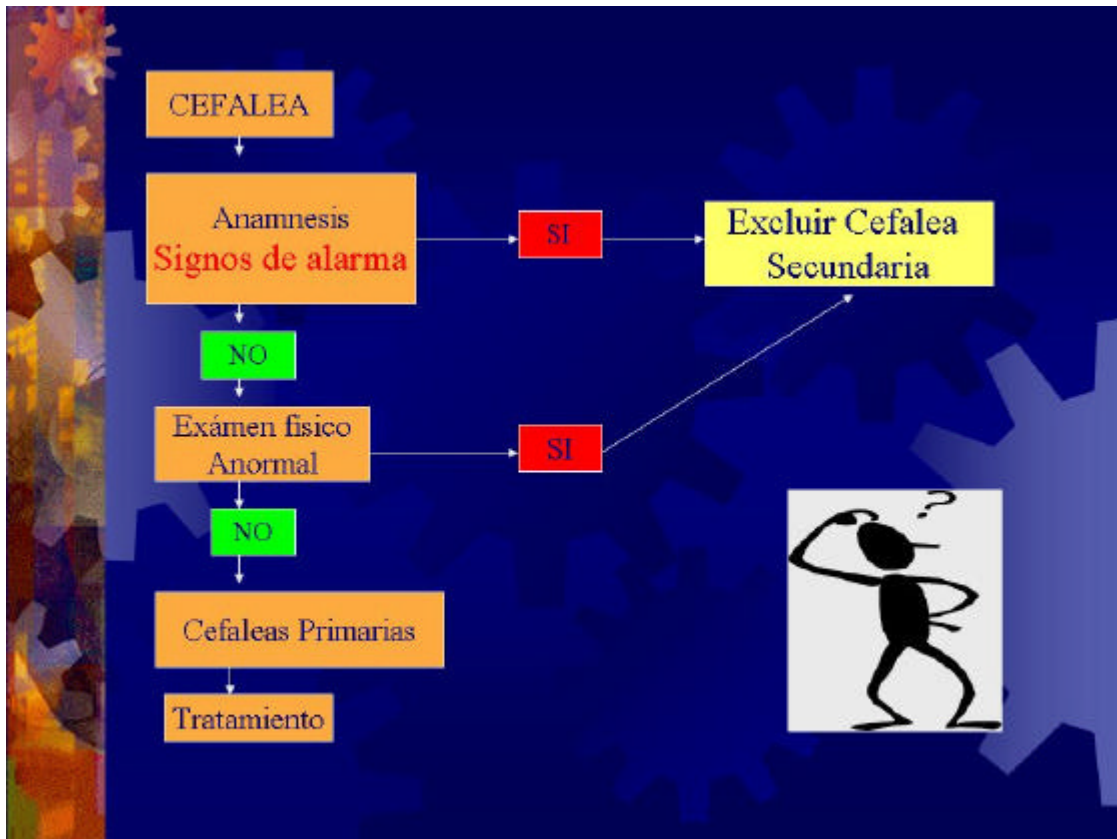 CEFALEA
Anamnesis
Signos de alarma
SI
Excluir Cefalea
Secundaria
NO
Exámen fisico
Anormal
SI
NO
Cefaleas Primarias
Tratamiento
?